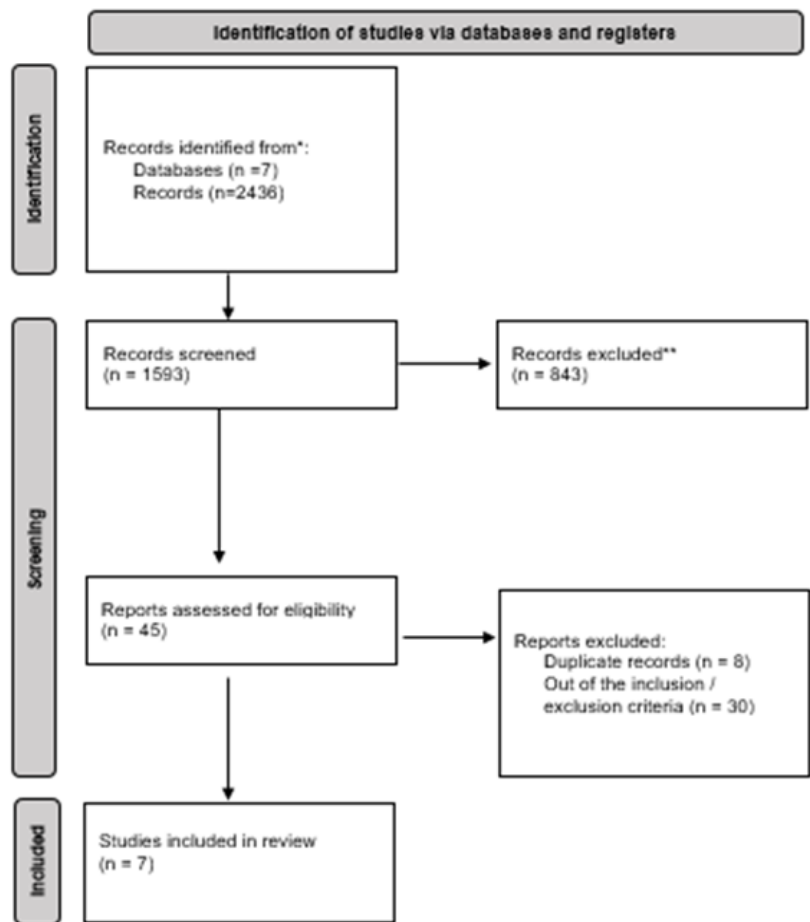 Identification of studies via databases and registers
Identification
Records identified from*:
Databases (n =7)
Records (n=2436)
Screening
Records screened
(n = 1593)
Records excluded**
(n = 843)
Reports assessed for eligibility
(n = 45)
Reports excluded:
Duplicate records (n = 8)
Out of the inclusion /
exclusion criteria (n = 30)
Included
Studies included in review
(n = 7)